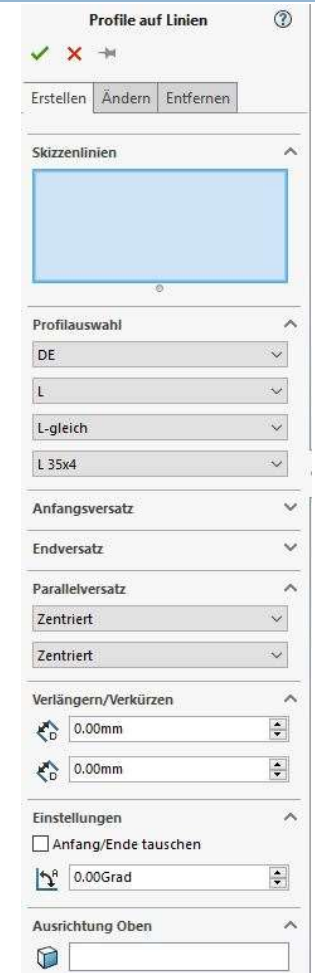 Profile auf Linien
Erstellen Ändern Entfernen
Skizzenlinien
Profilauswahl
DE
L
L-gleich
L 35x4
Anfangsversatz
Endversatz
Parallelversatz
Zentriert
Zentriert
Verlängern/Verkürzen
D 0.00mm
D 0.00mm
Einstellungen
Anfang/Ende tauschen
A 0.00Grad
Ausrichtung Oben